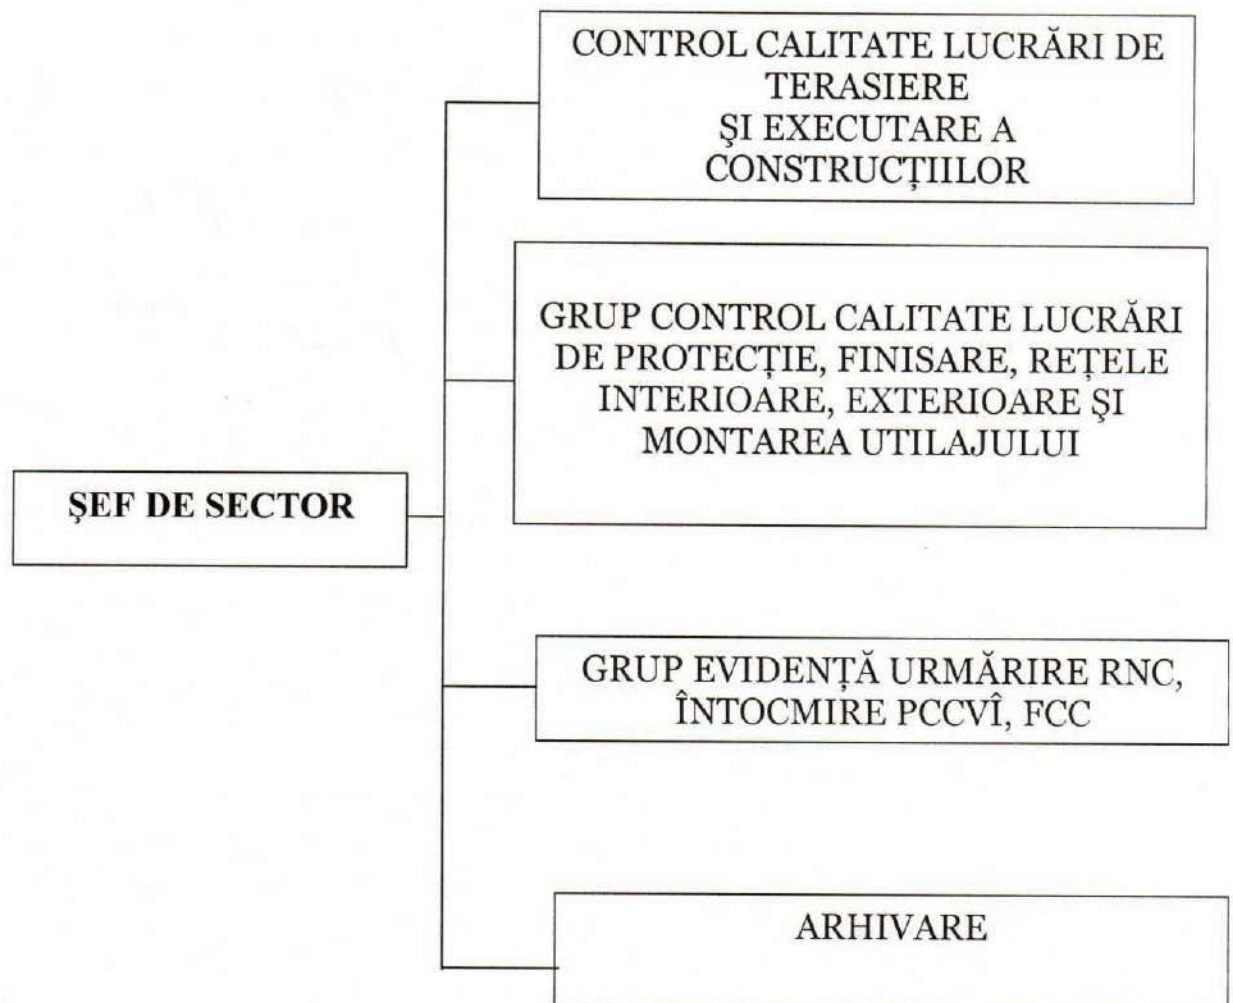 CONTROL CALITATE LUCRĂRI DE
TERASIERE
ŞI EXECUTARE A
CONSTRUCȚIILOR
GRUP CONTROL CALITATE LUCRĂRI
DE PROTECȚIE, FINISARE, REȚELE
INTERIOARE, EXTERIOARE ŞI
MONTAREA UTILAJULUI
ŞEF DE SECTOR
GRUP EVIDENȚĂ URMĂRIRE RNC,
ÎNTOCMIRE PCCVÎ, FCC
ARHIVARE